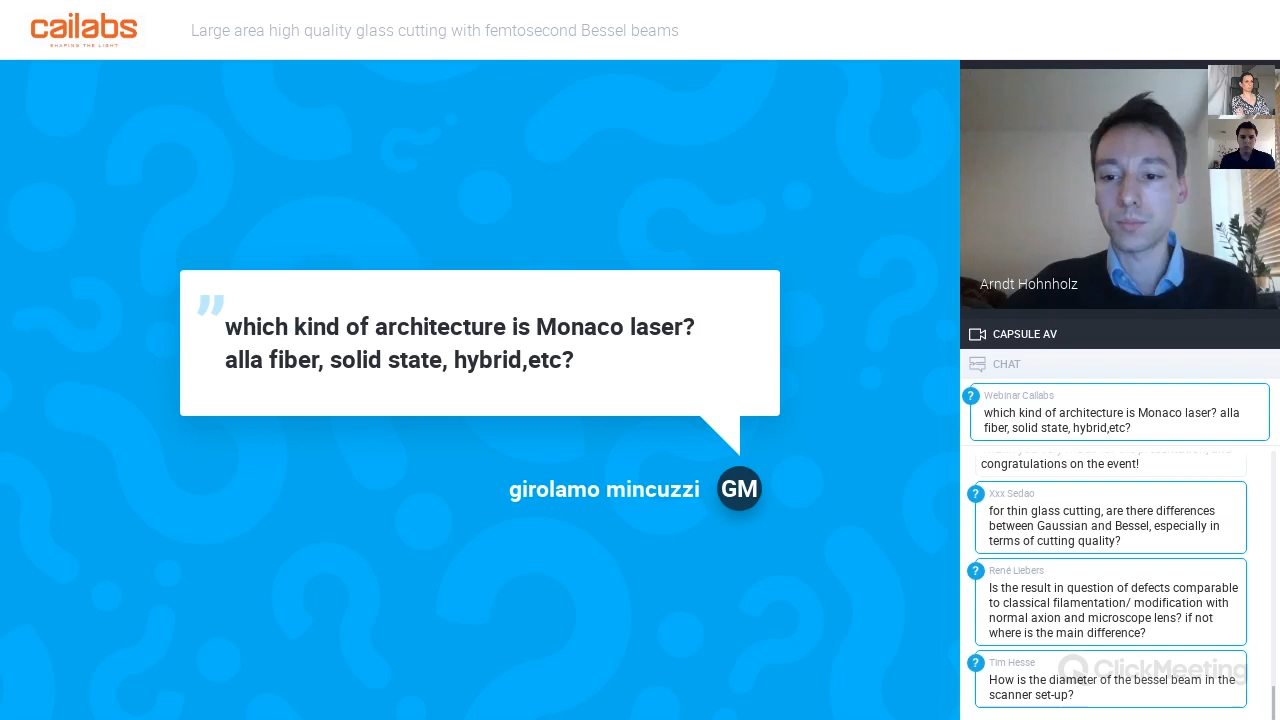 cailabs
SHAPING THE LIGHT
Large area high quality glass cutting with femtosecond Bessel beams
which kind of architecture is Monaco laser?
alla fiber, solid state, hybrid,etc?
girolamo mincuzzi GM
Arndt Hohnholz
CAPSULE AV
CHAT
? Webinar Cailabs
which kind of architecture is Monaco laser? alla
fiber, solid state, hybrid,etc?
congratulations on the event!
? Xxx Sedao
for thin glass cutting, are there differences
between Gaussian and Bessel, especially in
terms of cutting quality?
? René Liebers
Is the result in question of defects comparable
to classical filamentation/ modification with
normal axion and microscope lens? if not
where is the main difference?
? Tim Hesse
How is the diameter of the bessel beam in the
scanner set-up?
ClickMeeting